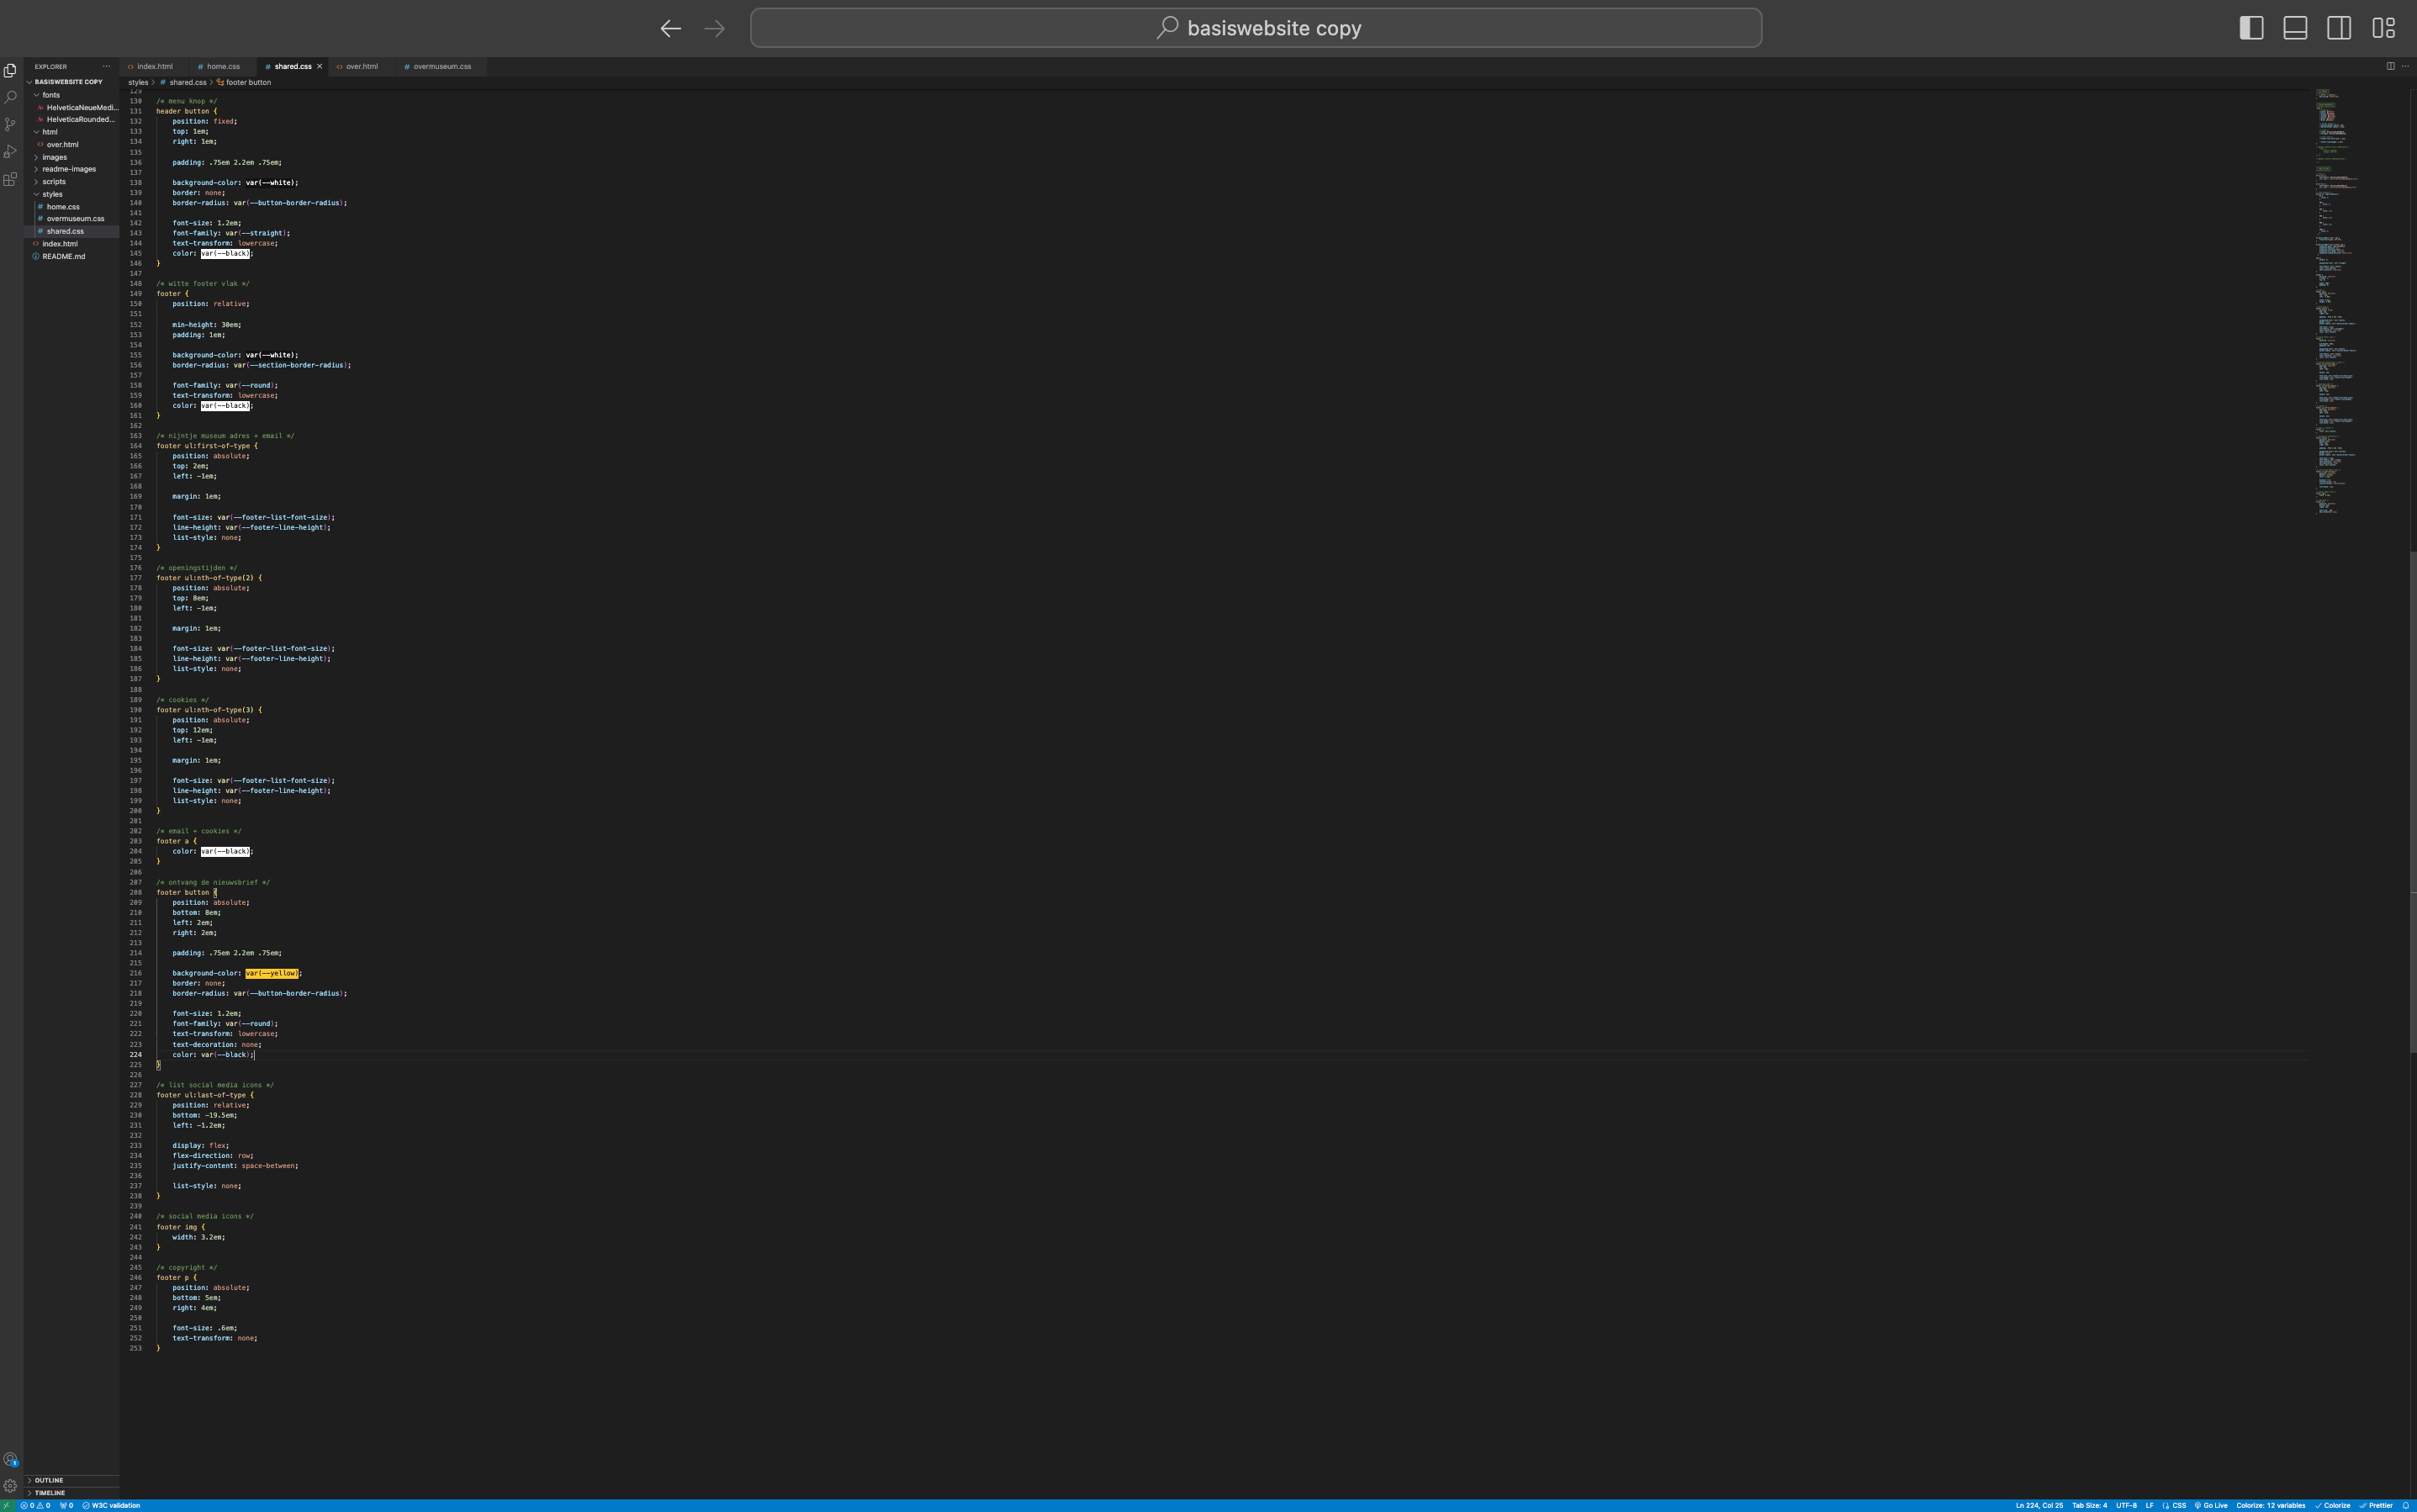 basiswebsite copy
EXPLORER
BASISWEBSITE COPY
fonts
HelveticaNeueMedi...
HelveticaRounded...
html
over.html
images
readme-images
scripts
styles
home.css
overmuseum.css
shared.css
index.html
README.md
OUTLINE
TIMELINE
index.html home.css shared.css over.html overmuseum.css
styles > shared.css > footer button
129
130 /* menu knop */
131 header button {
132 position: fixed;
133 top: 1em;
134 right: 1em;
135
136 padding: .75em 2.2em .75em;
137
138 background-color: var(--white);
139 border: none;
140 border-radius: var(--button-border-radius);
141
142 font-size: 1.2em;
143 font-family: var(--straight);
144 text-transform: lowercase;
145 color: var(--black);
146 }
147
148 /* witte footer vlak */
149 footer {
150 position: relative;
151
152 min-height: 30em;
153 padding: 1em;
154
155 background-color: var(--white);
156 border-radius: var(--section-border-radius);
157
158 font-family: var(--round);
159 text-transform: lowercase;
160 color: var(--black);
161 }
162
163 /* nijntje museum adres + email */
164 footer ul:first-of-type {
165 position: absolute;
166 top: 2em;
167 left: -1em;
168
169 margin: 1em;
170
171 font-size: var(--footer-list-font-size);
172 line-height: var(--footer-line-height);
173 list-style: none;
174 }
175
176 /* openingstijden */
177 footer ul:nth-of-type(2) {
178 position: absolute;
179 top: 8em;
180 left: -1em;
181
182 margin: 1em;
183
184 font-size: var(--footer-list-font-size);
185 line-height: var(--footer-line-height);
186 list-style: none;
187 }
188
189 /* cookies */
190 footer ul:nth-of-type(3) {
191 position: absolute;
192 top: 12em;
193 left: -1em;
194
195 margin: 1em;
196
197 font-size: var(--footer-list-font-size);
198 line-height: var(--footer-line-height);
199 list-style: none;
200 }
201
202 /* email + cookies */
203 footer a {
204 color: var(--black);
205 }
206
207 /* ontvang de nieuwsbrief */
208 footer button {
209 position: absolute;
210 bottom: 8em;
211 left: 2em;
212 right: 2em;
213
214 padding: .75em 2.2em .75em;
215
216 background-color: var(--yellow);
217 border: none;
218 border-radius: var(--button-border-radius);
219
220 font-size: 1.2em;
221 font-family: var(--round);
222 text-transform: lowercase;
223 text-decoration: none;
224 color: var(--black);
225 }
226
227 /* list social media icons */
228 footer ul:last-of-type {
229 position: relative;
230 bottom: -19.5em;
231 left: -1.2em;
232
233 display: flex;
234 flex-direction: row;
235 justify-content: space-between;
236
237 list-style: none;
238 }
239
240 /* social media icons */
241 footer img {
242 width: 3.2em;
243 }
244
245 /* copyright */
246 footer p {
247 position: absolute;
248 bottom: 5em;
249 right: 4em;
250
251 font-size: .6em;
252 text-transform: none;
253 }
0 0 0 W3C validation Ln 224, Col 25 Tab Size: 4 UTF-8 LF CSS Go Live Colorize: 12 variables Colorize Prettier